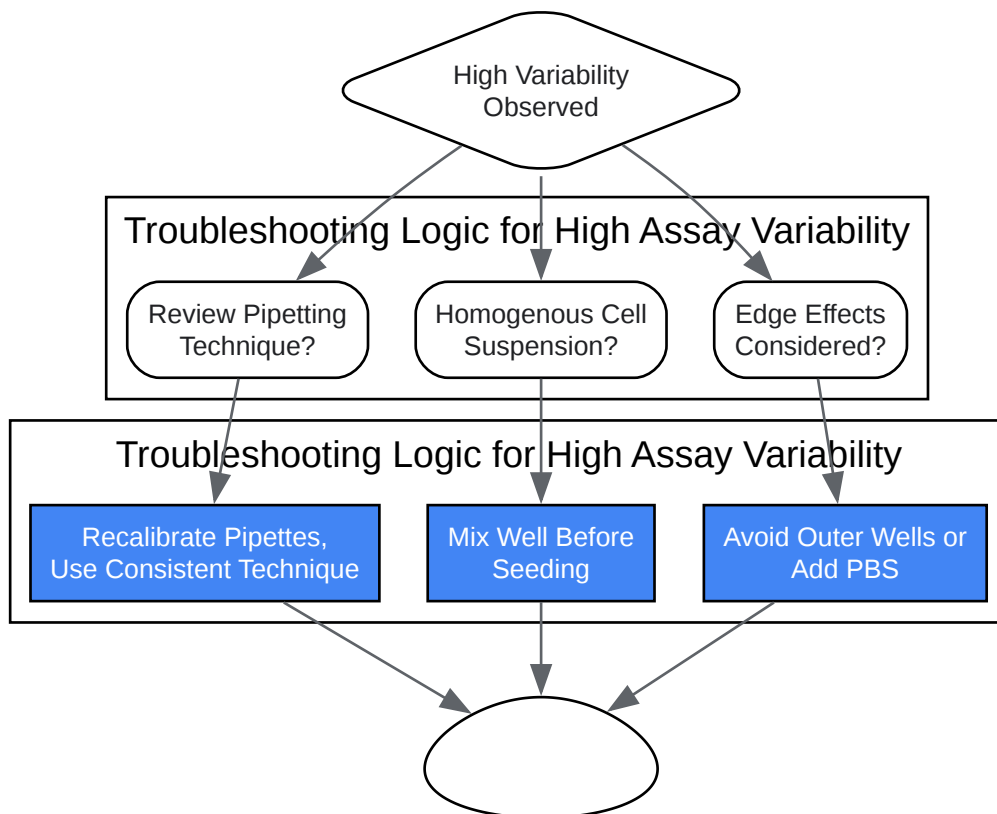 High Variability
Observed
Troubleshooting Logic for High Assay Variability
Review Pipetting
Technique?
Homogenous Cell
Suspension?
Edge Effects
Considered?
Troubleshooting Logic for High Assay Variability
Recalibrate Pipettes,
Use Consistent Technique
Mix Well Before
Seeding
Avoid Outer Wells or
Add PBS